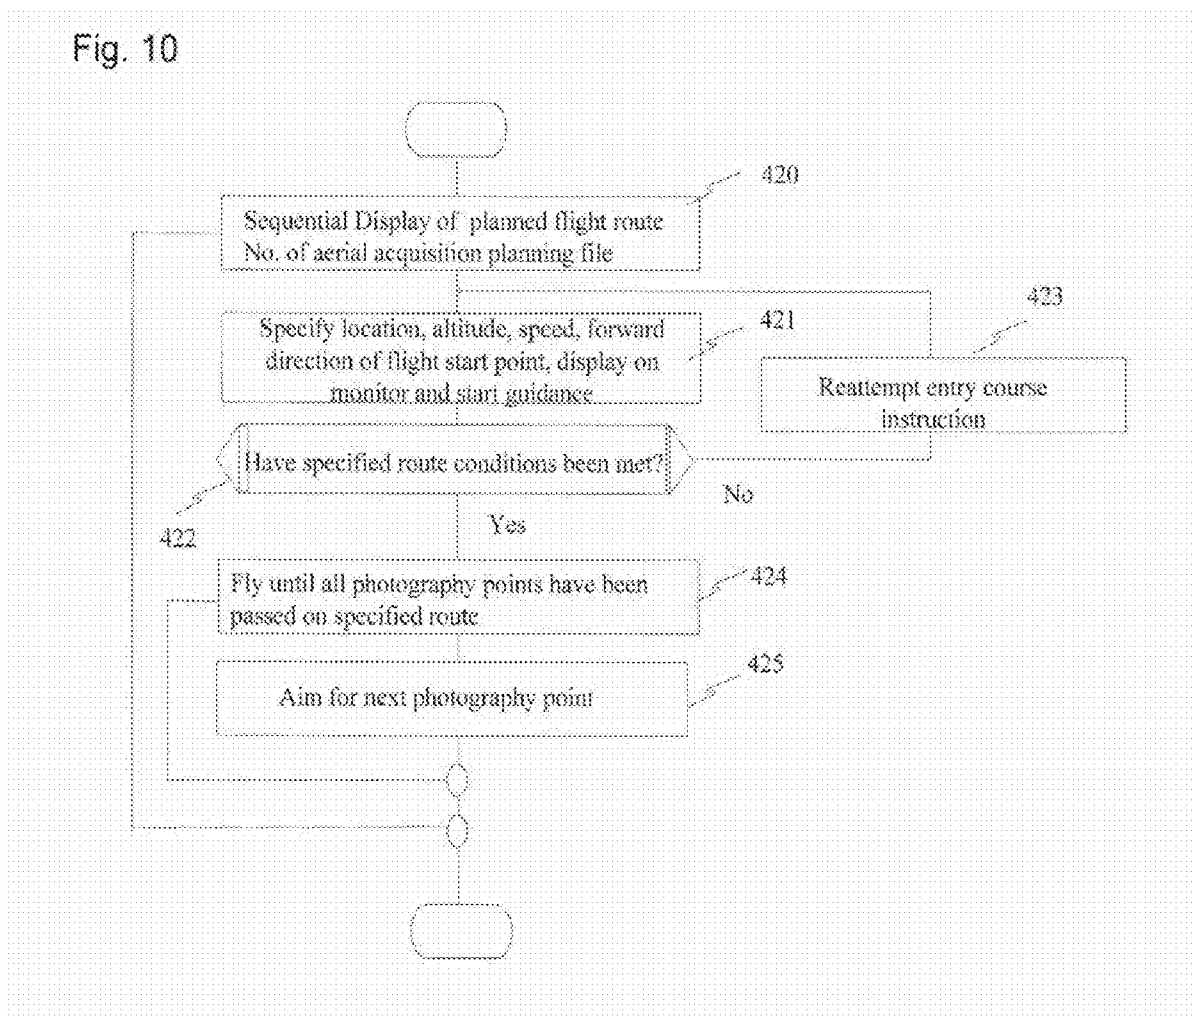 Fig. 10
420
Sequential Display of planned flight route
No. of aerial acquisition planning file
423
421
Specify location, altitude, speed, forward
direction of flight start point, display on
monitor and start guidance
Reattempt entry course
instruction
Have specified route conditions been met?
No
Yes
422
424
Fly until all photography points have been
passed on specified route
425
Aim for next photography point